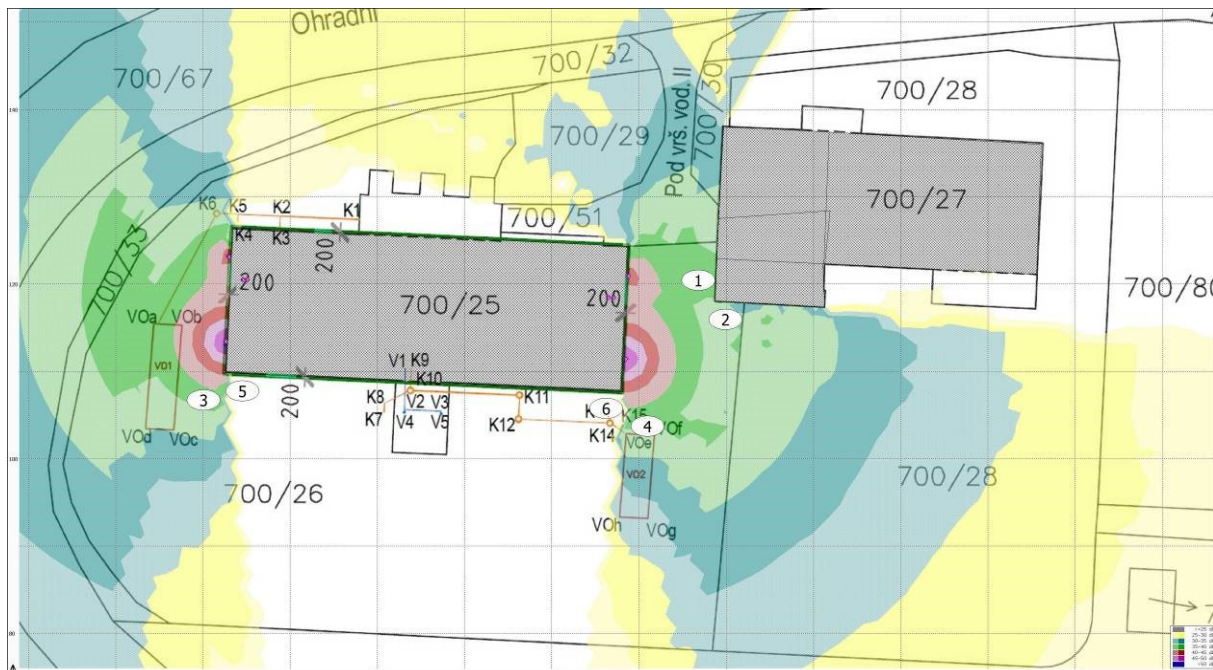 Ohradní
700/67
700/32
700/29
Pod vrš. vod. II
700/30
700/28
700/27
700/51
K6
K5
K2
K1
K4
K3
200
200
200
700/25
1
2
700/33
700/80
VOa
VOb
VD1
VOd
VOc
3
5
200
V1
K9
K10
K8
V2
V3
K7
V4
V5
K11
K12
6
K15
K14
4
VOf
VOe
VD2
VOh
VOg
700/26
700/28
140
120
100
80